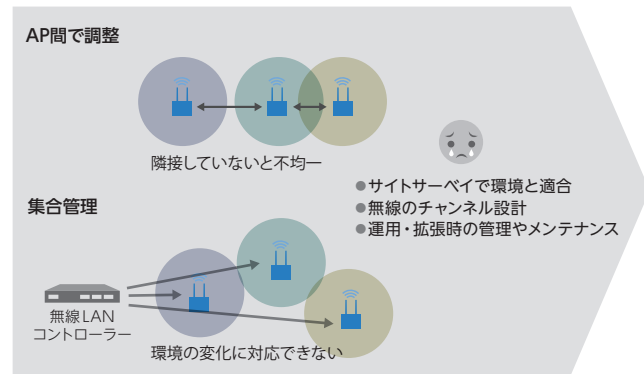 AP間で調整
隣接していないと不均一
●サイトサーベイで環境と適合
●無線のチャンネル設計
●運用・拡張時の管理やメンテナンス
集合管理
無線LAN
コントローラー
環境の変化に対応できない